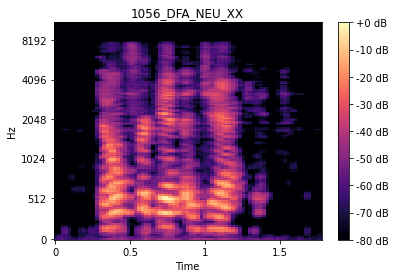 1056_DFA_NEU_XX
+0 dB
8192
-10 dB
4096
-20 dB
-30 dB
2048
Hz
-40 dB
1024
-50 dB
512
-60 dB
-70 dB
0
-80 dB
0
0.5
1
1.5
Time